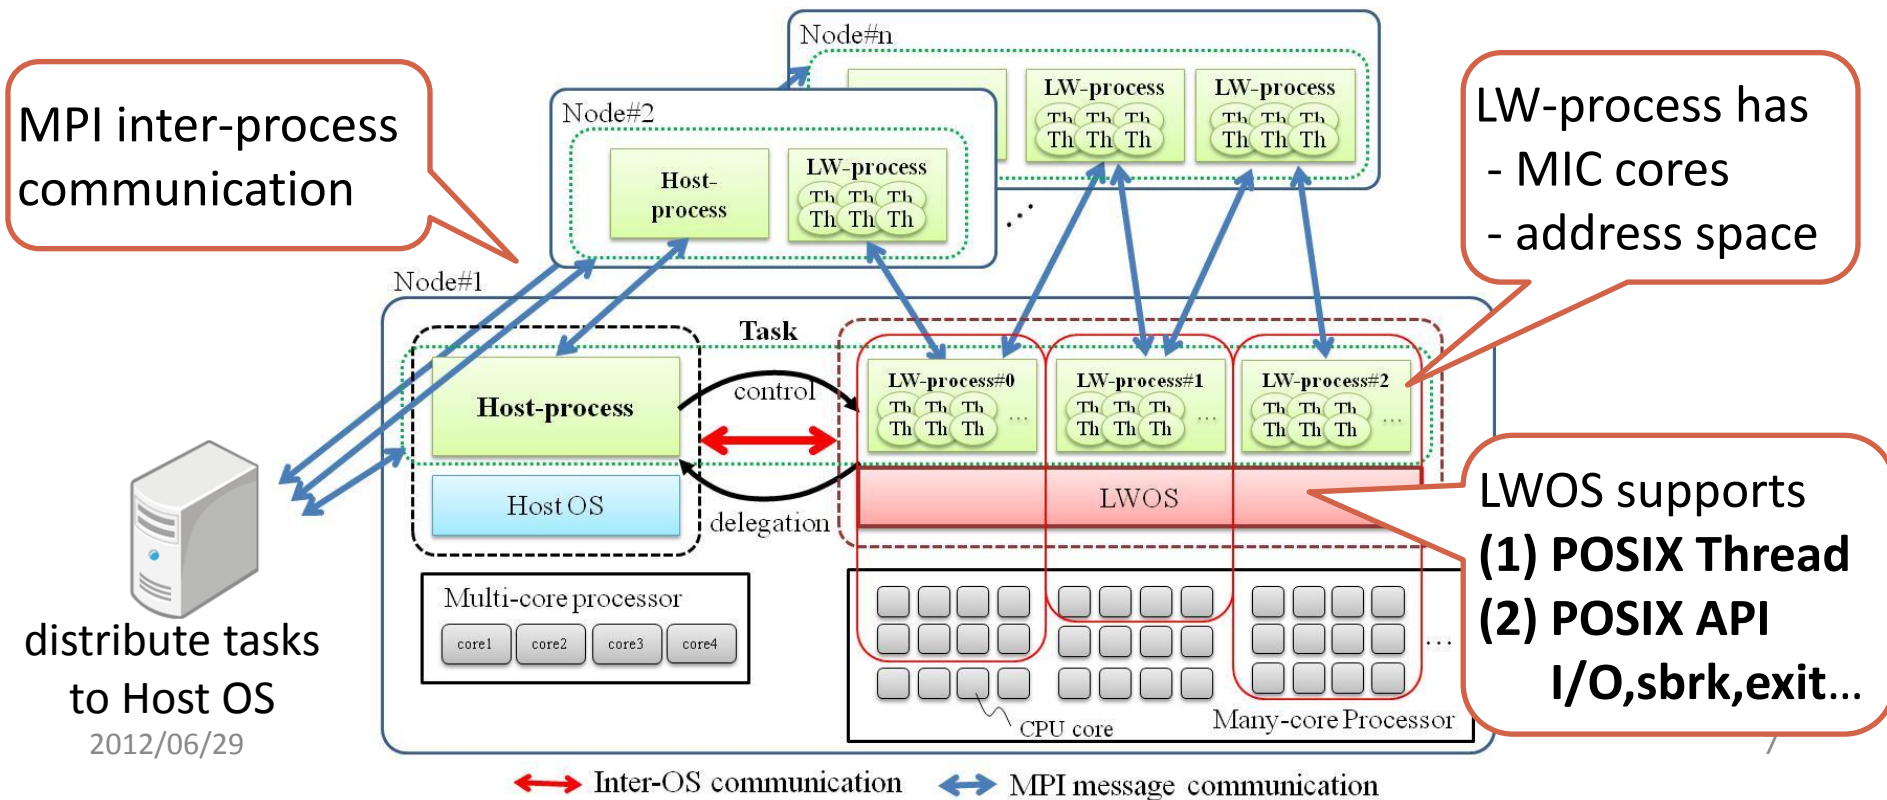 Node#n
LW-process
Th Th Th
Th Th Th
LW-process
Th Th Th
Th Th Th
MPI inter-process
communication
Node#2
Host-
process
LW-process
Th Th Th
Th Th Th
...
LW-process has
- MIC cores
- address space
Node#1
Task
Host-process
control
LW-process#0
Th Th Th
Th Th Th ...
LW-process#1
Th Th Th
Th Th Th ...
LW-process#2
Th Th Th
Th Th Th ...
Host OS
delegation
LWOS
LWOS supports
(1) POSIX Thread
(2) POSIX API
I/O,sbrk,exit...
Multi-core processor
core1 core2 core3 core4
...
CPU core
Many-core Processor
distribute tasks
to Host OS
2012/06/29
Inter-OS communication
MPI message communication